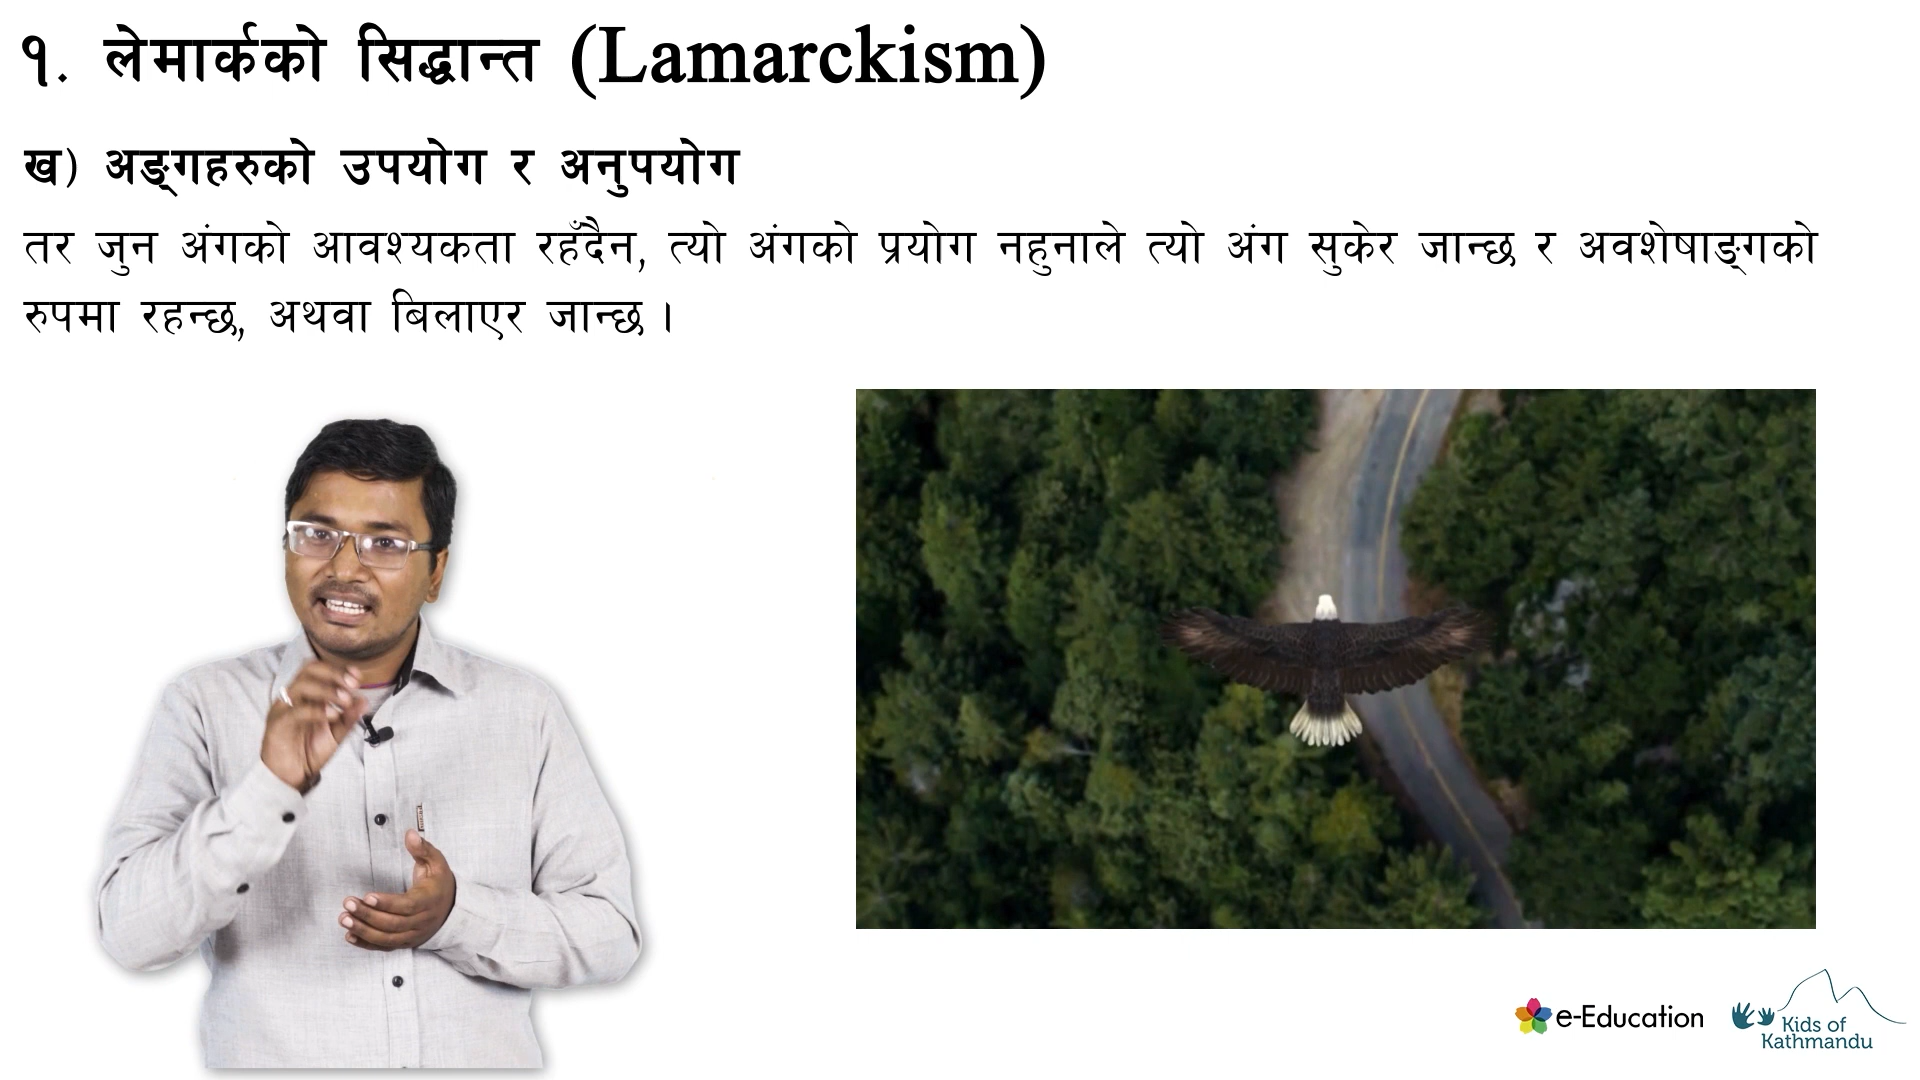 १. लेमार्कको सिद्धान्त (Lamarckism)
ख) अङ्गहरुको उपयोग र अनुपयोग
तर जुन अंगको आवश्यकता रहँदैन, त्यो अंगको प्रयोग नहुनाले त्यो अंग सुकेर जान्छ र अवशेषाङ्गको
रुपमा रहन्छ, अथवा बिलाएर जान्छ ।
e-Education
Kids of
Kathmandu